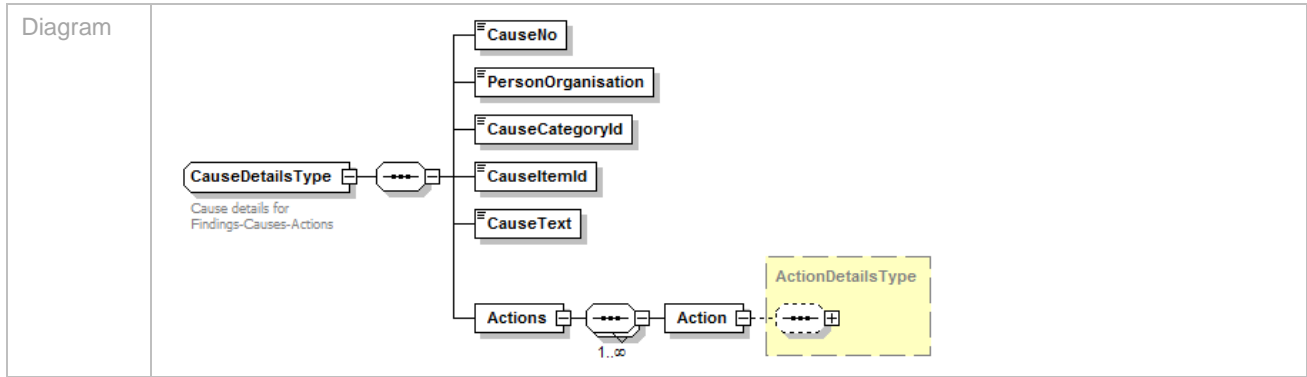 Diagram
CauseNo
PersonOrganisation
CauseCategoryId
CauseDetailsType
CauseItemId
Cause details for
Findings-Causes-Actions
CauseText
ActionDetailsType
Actions
Action
1..∞